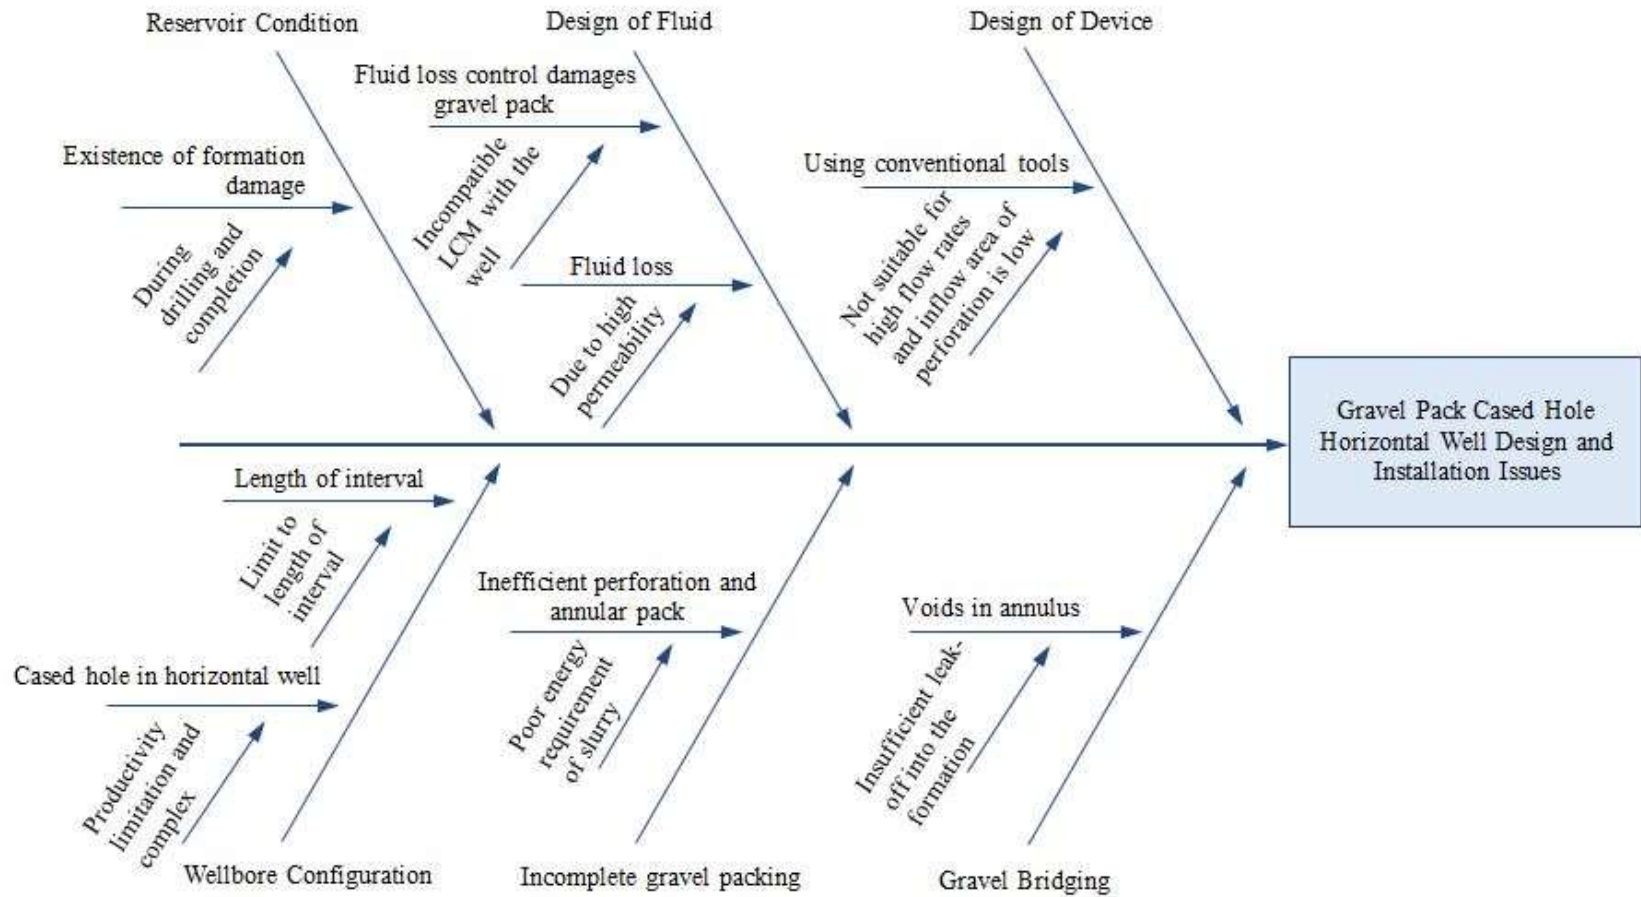 Reservoir Condition
Design of Fluid
Design of Device
Fluid loss control damages
gravel pack
Existence of formation
damage
Using conventional tools
Incompatible
LCM with the
well
During
drilling and
completion
Fluid loss
Due to high
permeability
Not suitable for
high flow rates
and inflow area of
perforation is low
Gravel Pack Cased Hole
Horizontal Well Design and
Installation Issues
Length of interval
Limit to
length of
interval
Inefficient perforation and
annular pack
Voids in annulus
Cased hole in horizontal well
Poor energy
requirement
of slurry
Insufficient leak-
off into the
formation
Productivity
limitation and
complex
Wellbore Configuration
Incomplete gravel packing
Gravel Bridging